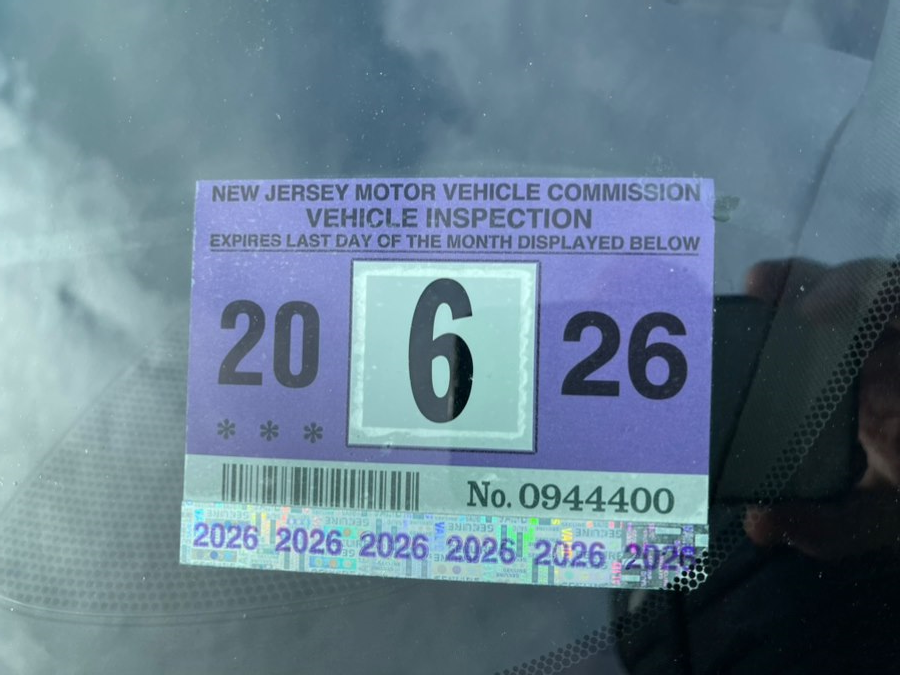 NEW JERSEY MOTOR VEHICLE COMMISSION
VEHICLE INSPECTION
EXPIRES LAST DAY OF THE MONTH DISPLAYED BELOW
20 6 26
* * *
No. 0944400
2026 2026 2026 2026 2026 2026